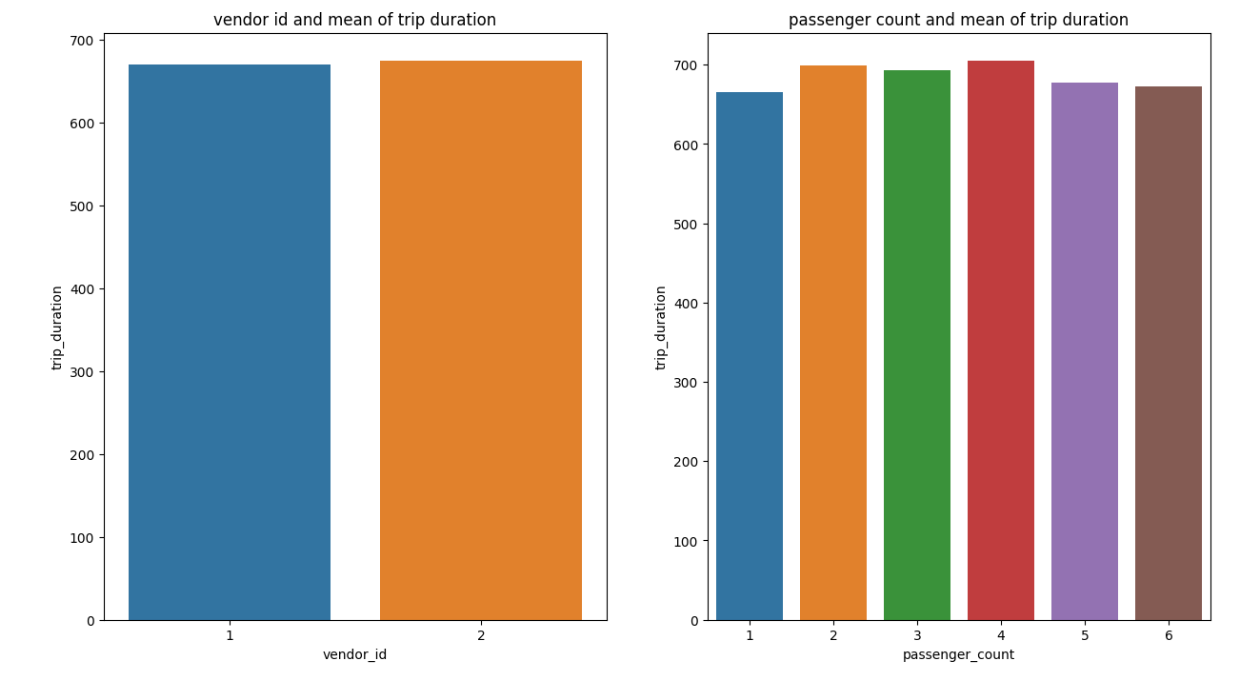 vendor id and mean of trip duration
700
600
500
400
300
200
100
0
trip_duration
1 2
vendor_id
passenger count and mean of trip duration
700
600
500
400
300
200
100
0
trip_duration
1 2 3 4 5 6
passenger_count